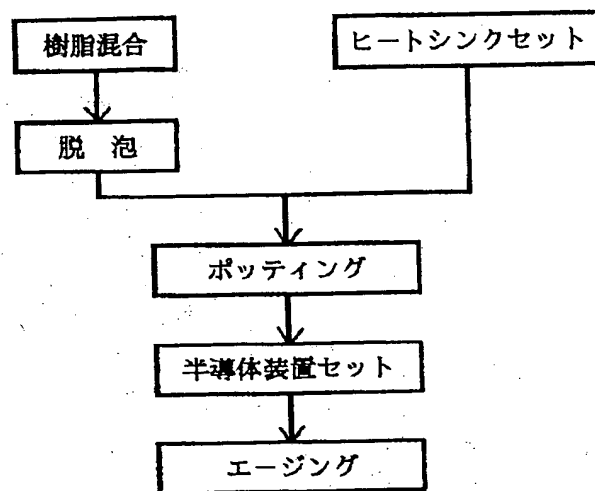 樹脂混合
ヒートシンクセット
脱 泡
ポッティング
半導体装置セット
エージング